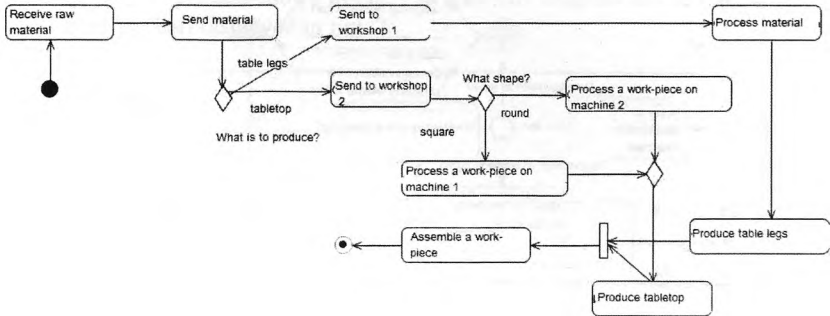 Receive raw
material
Send material
Send to
workshop 1
Process material
table legs
Send to workshop
2
What shape?
Process a work-piece on
machine 2
tabletop
round
What is to produce?
square
Process a work-piece on
machine 1
Assemble a work-
piece
Produce table legs
Produce tabletop